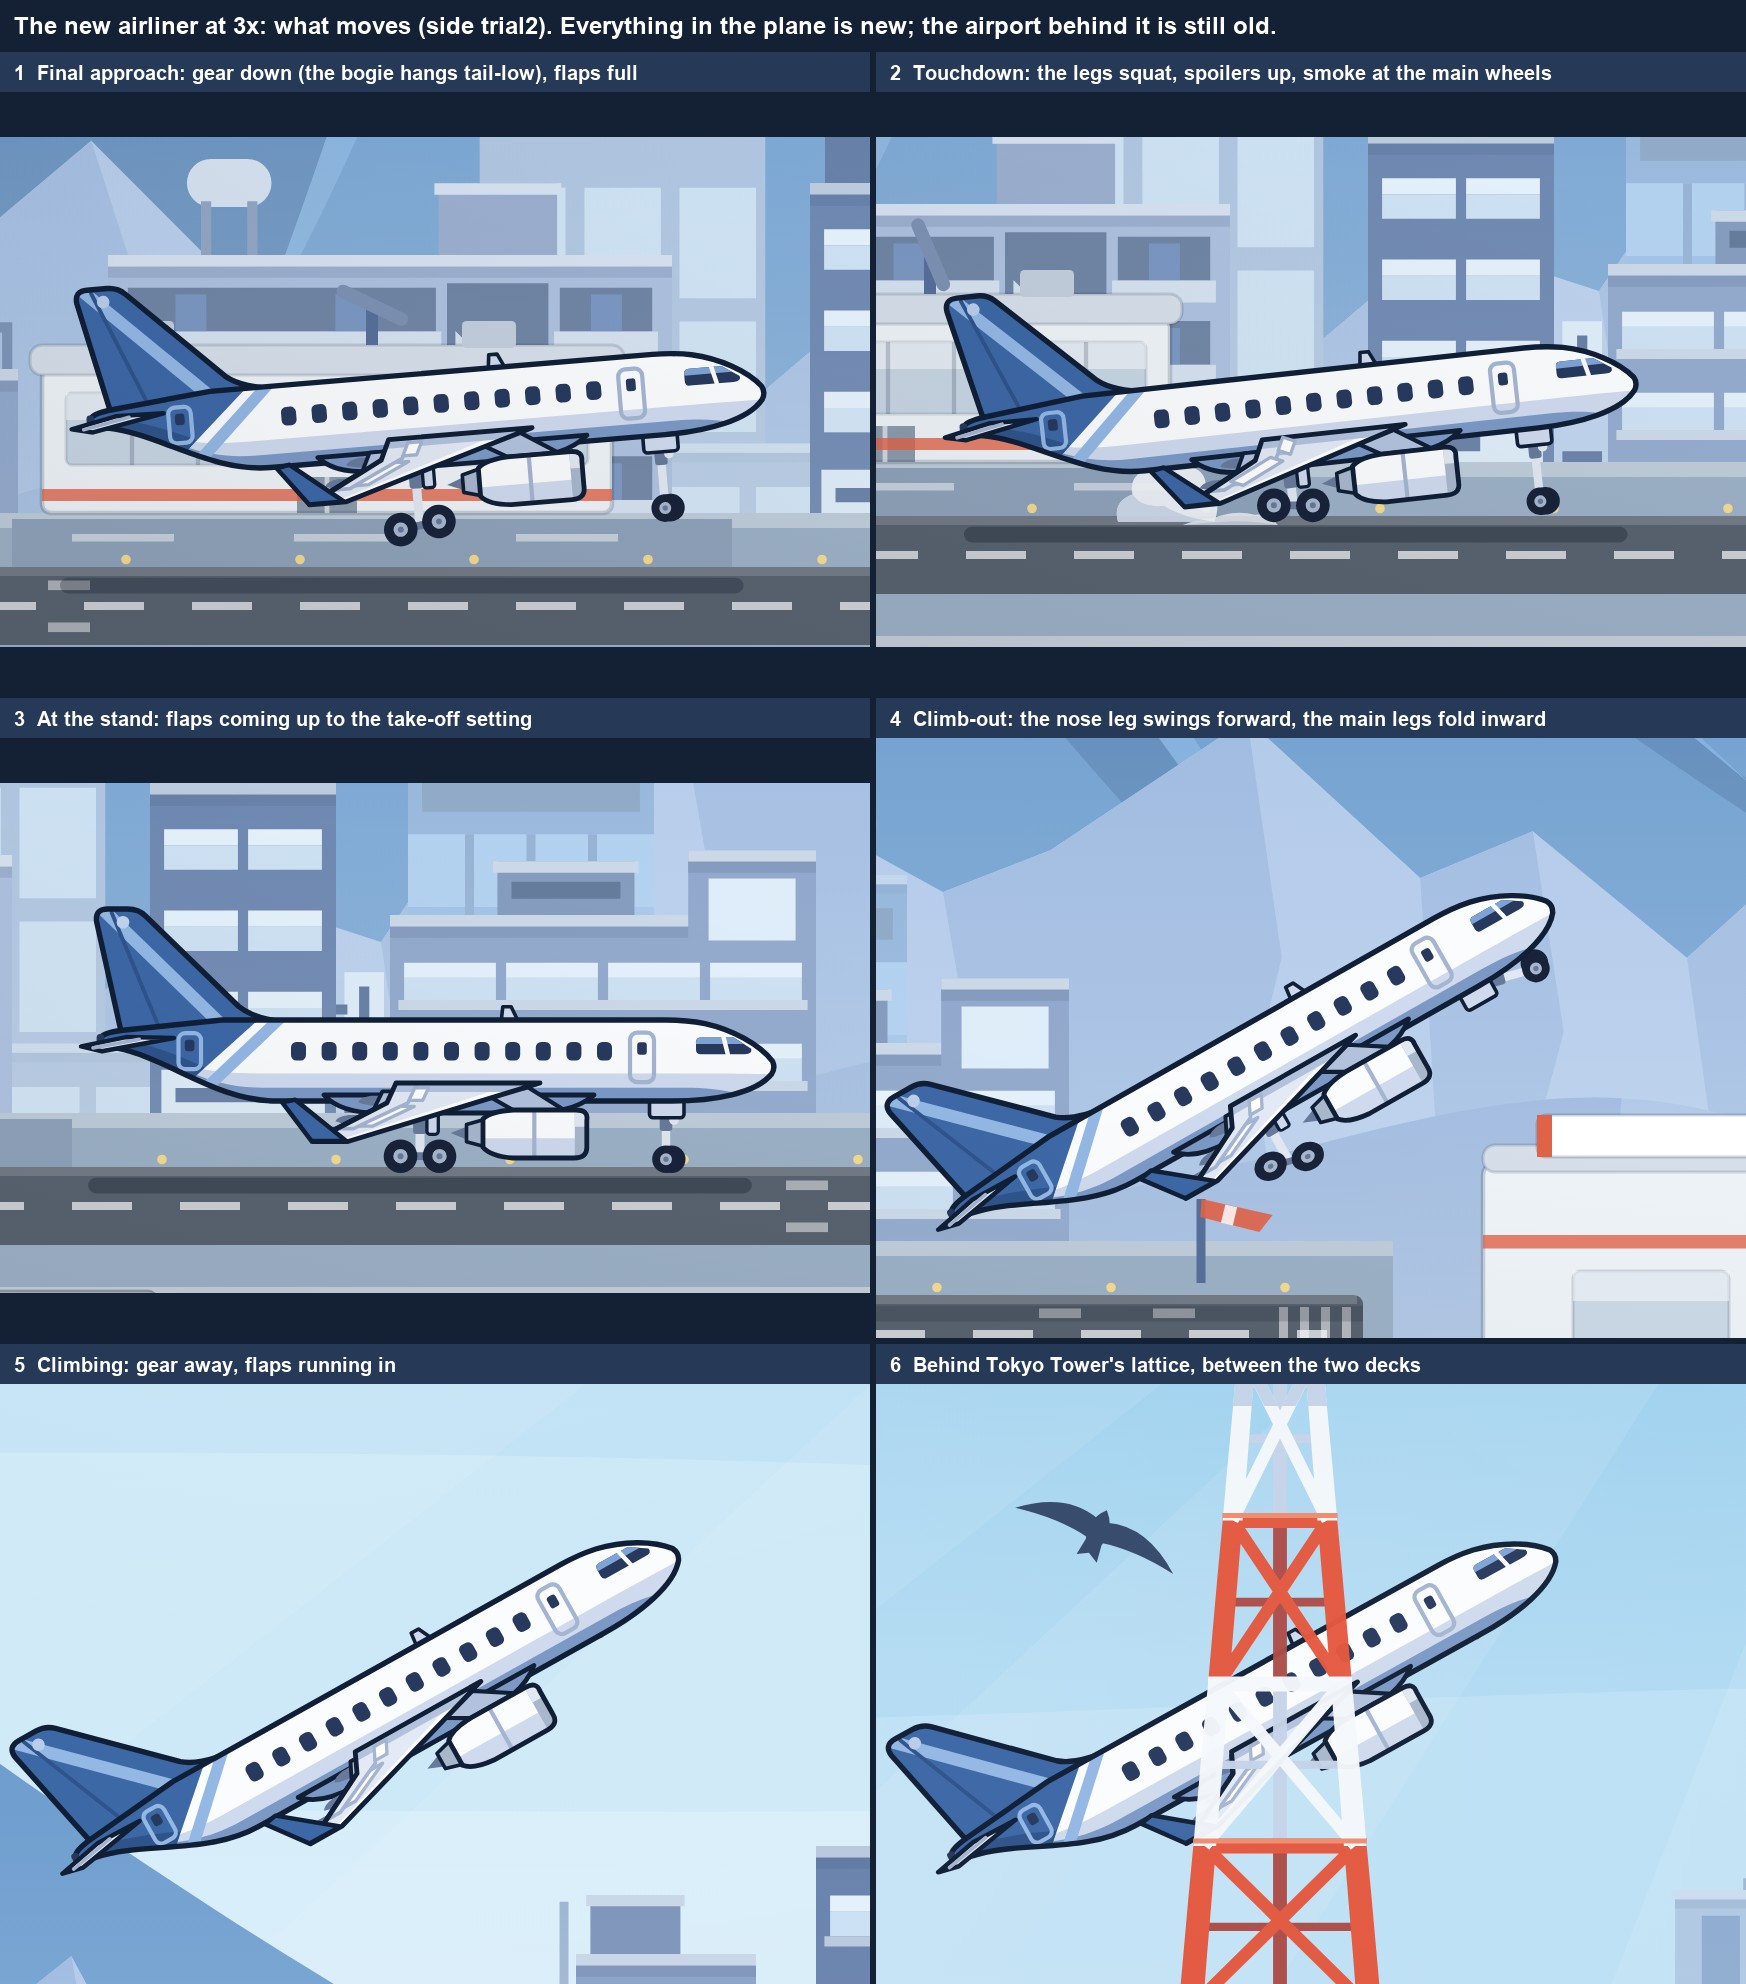 The new airliner at 3x: what moves (side trial2). Everything in the plane is new; the airport behind it is still old.
1 Final approach: gear down (the bogie hangs tail-low), flaps full
2 Touchdown: the legs squat, spoilers up, smoke at the main wheels
3 At the stand: flaps coming up to the take-off setting
4 Climb-out: the nose leg swings forward, the main legs fold inward
5 Climbing: gear away, flaps running in
6 Behind Tokyo Tower's lattice, between the two decks